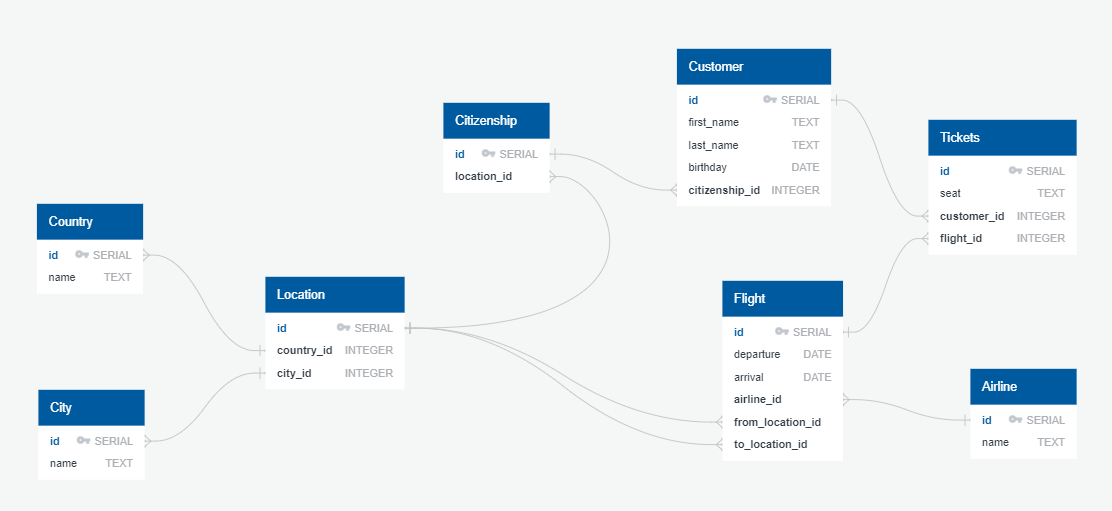 Customer
id SERIAL
first_name TEXT
last_name TEXT
birthday DATE
citizenship_id INTEGER
Citizenship
id SERIAL
location_id
Tickets
id SERIAL
seat TEXT
customer_id INTEGER
flight_id INTEGER
Country
id SERIAL
name TEXT
Location
id SERIAL
country_id INTEGER
city_id INTEGER
Flight
id SERIAL
departure DATE
arrival DATE
airline_id
from_location_id
to_location_id
City
id SERIAL
name TEXT
Airline
id SERIAL
name TEXT